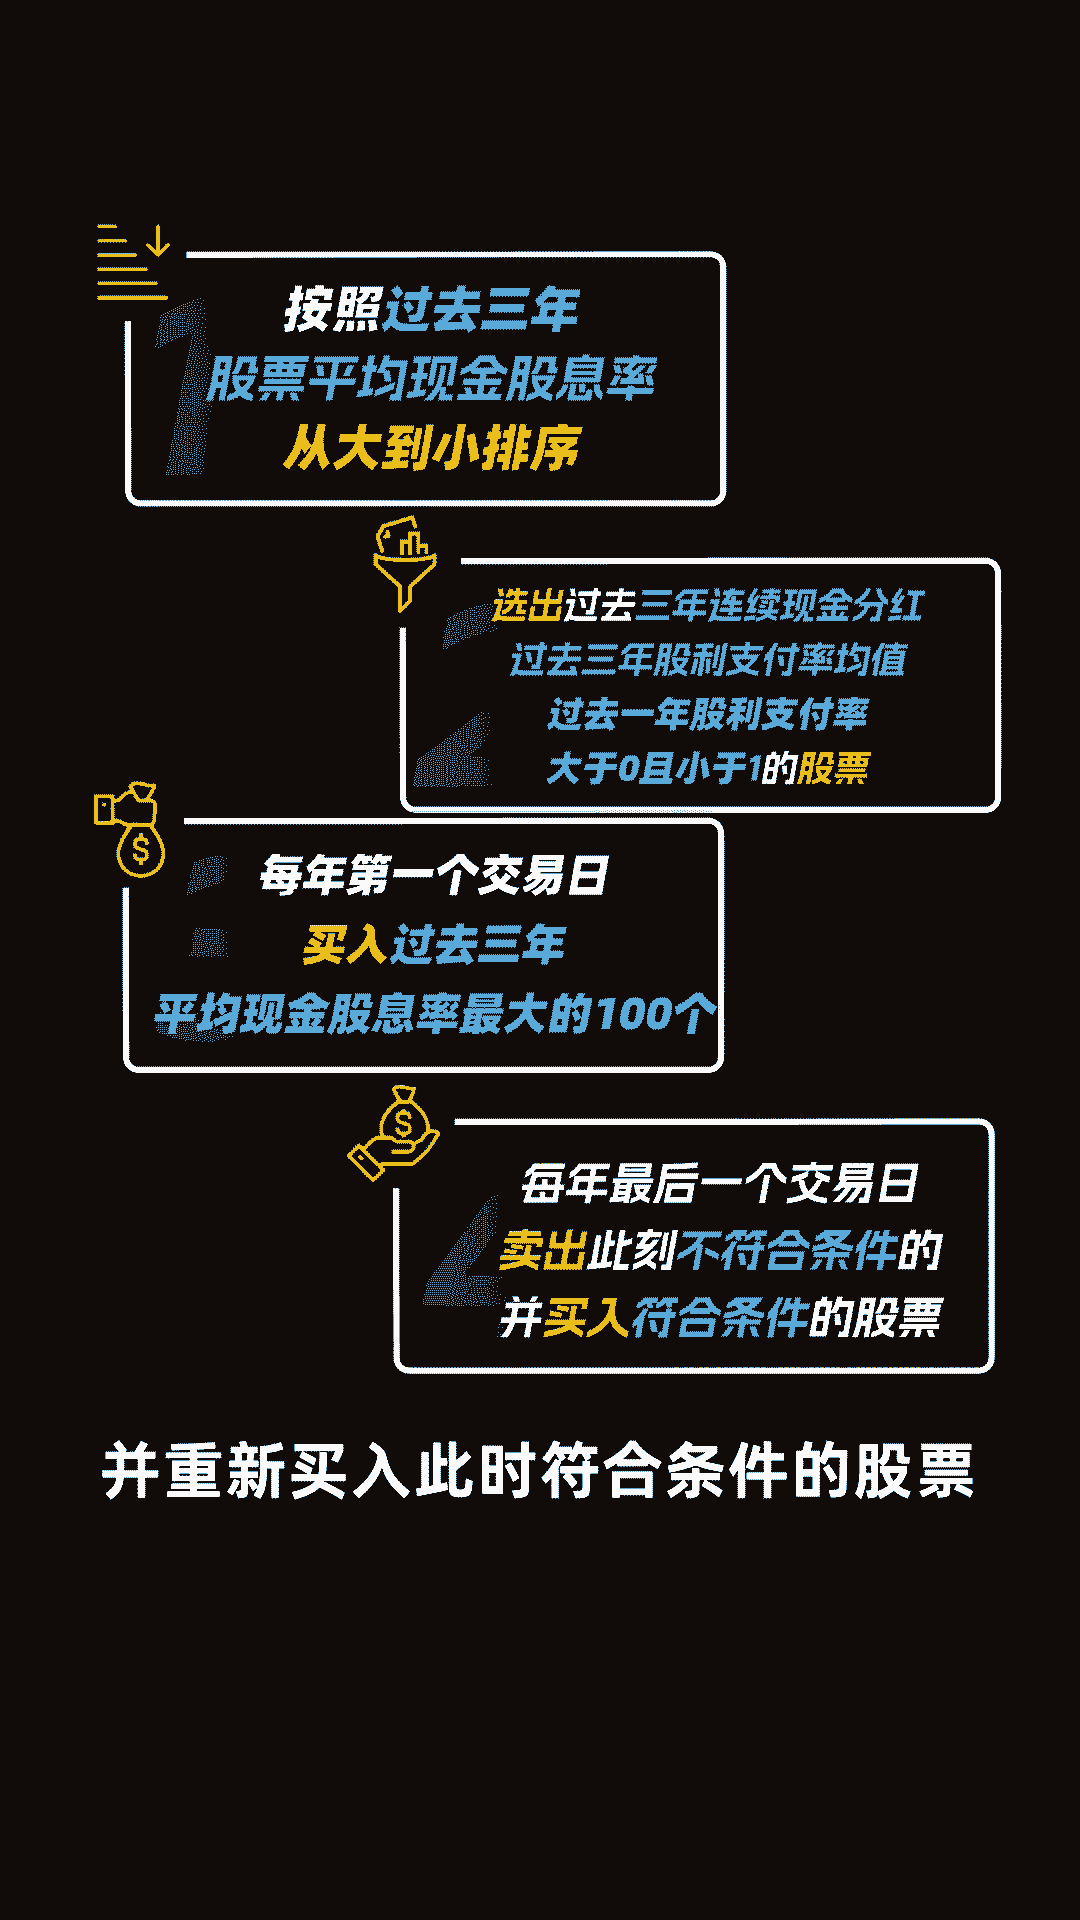 1
按照过去三年
股票平均现金股息率
从大到小排序
2
选出过去三年连续现金分红
过去三年股利支付率均值
过去一年股利支付率
大于0且小于1的股票
3
每年第一个交易日
买入过去三年
平均现金股息率最大的100个
4
每年最后一个交易日
卖出此刻不符合条件的
并买入符合条件的股票
并重新买入此时符合条件的股票